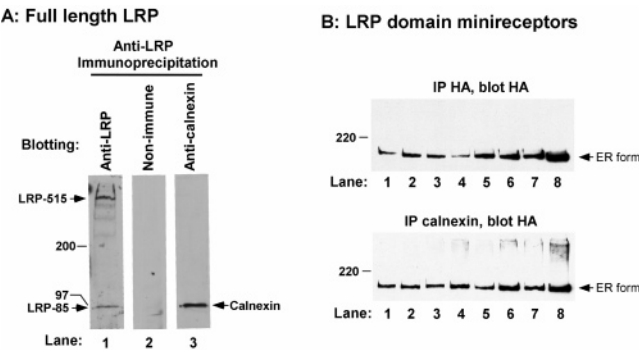 A: Full length LRP
Anti-LRP
Immunoprecipitation
Blotting:
Anti-LRP
Non-immune
Anti-calnexin
LRP-515
200
97
LRP-85
Calnexin
Lane: 1 2 3
B: LRP domain minireceptors
IP HA, blot HA
220
ER form
Lane: 1 2 3 4 5 6 7 8
IP calnexin, blot HA
220
ER form
Lane: 1 2 3 4 5 6 7 8